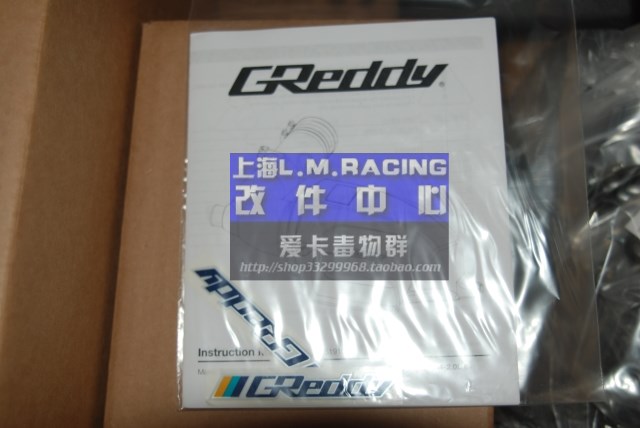 GReddy
上海L.M.RACING
改件中心
爱卡毒物群
http://shop33299968.taobao.com/
GReddy
Instruction
GReddy